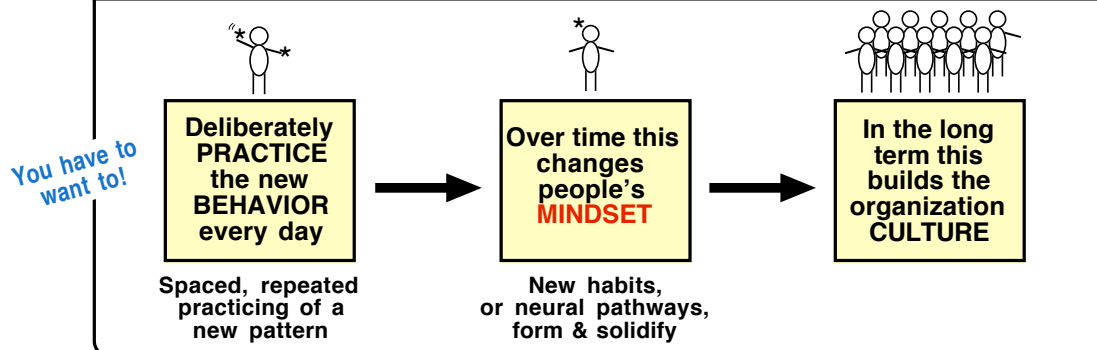 You have to
want to!
Deliberately
PRACTICE
the new
BEHAVIOR
every day
Spaced, repeated
practicing of a
new pattern
Over time this
changes
people's
MINDSET
New habits,
or neural pathways,
form & solidify
In the long
term this
builds the
organization
CULTURE